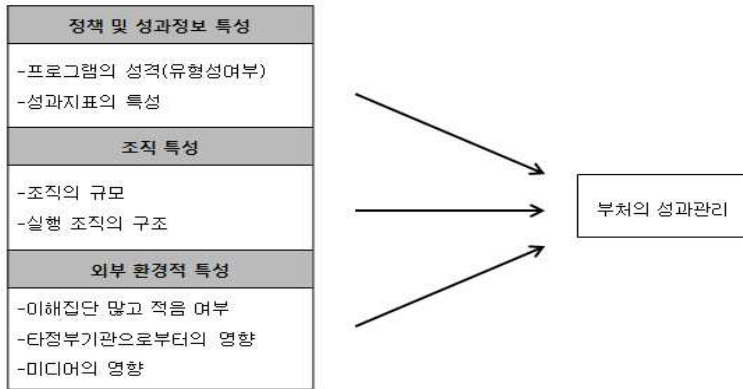 정책 및 성과정보 특성
-프로그램의 성격(유형성여부)
-성과지표의 특성
조직 특성
-조직의 규모
-실행 조직의 구조
외부 환경적 특성
-이해집단 많고 적음 여부
-타정부기관으로부터의 영향
-미디어의 영향
부처의 성과관리